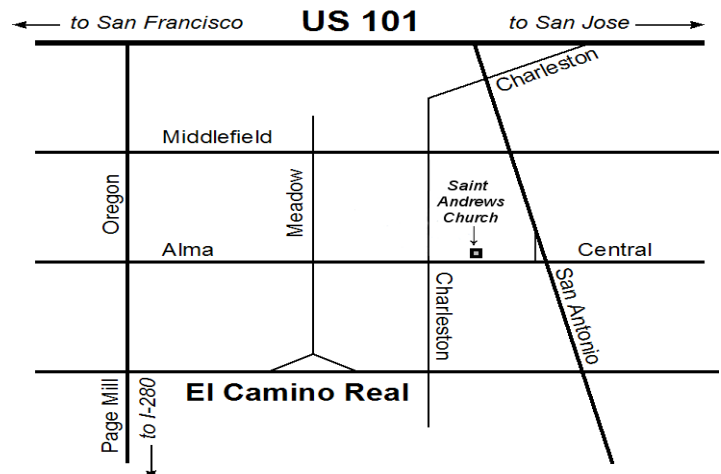 to San Francisco
US 101
to San Jose
Charleston
Middlefield
Oregon
Meadow
Saint
Andrews
Church
Alma
Central
Charleston
San Antonio
El Camino Real
Page Mill
to I-280